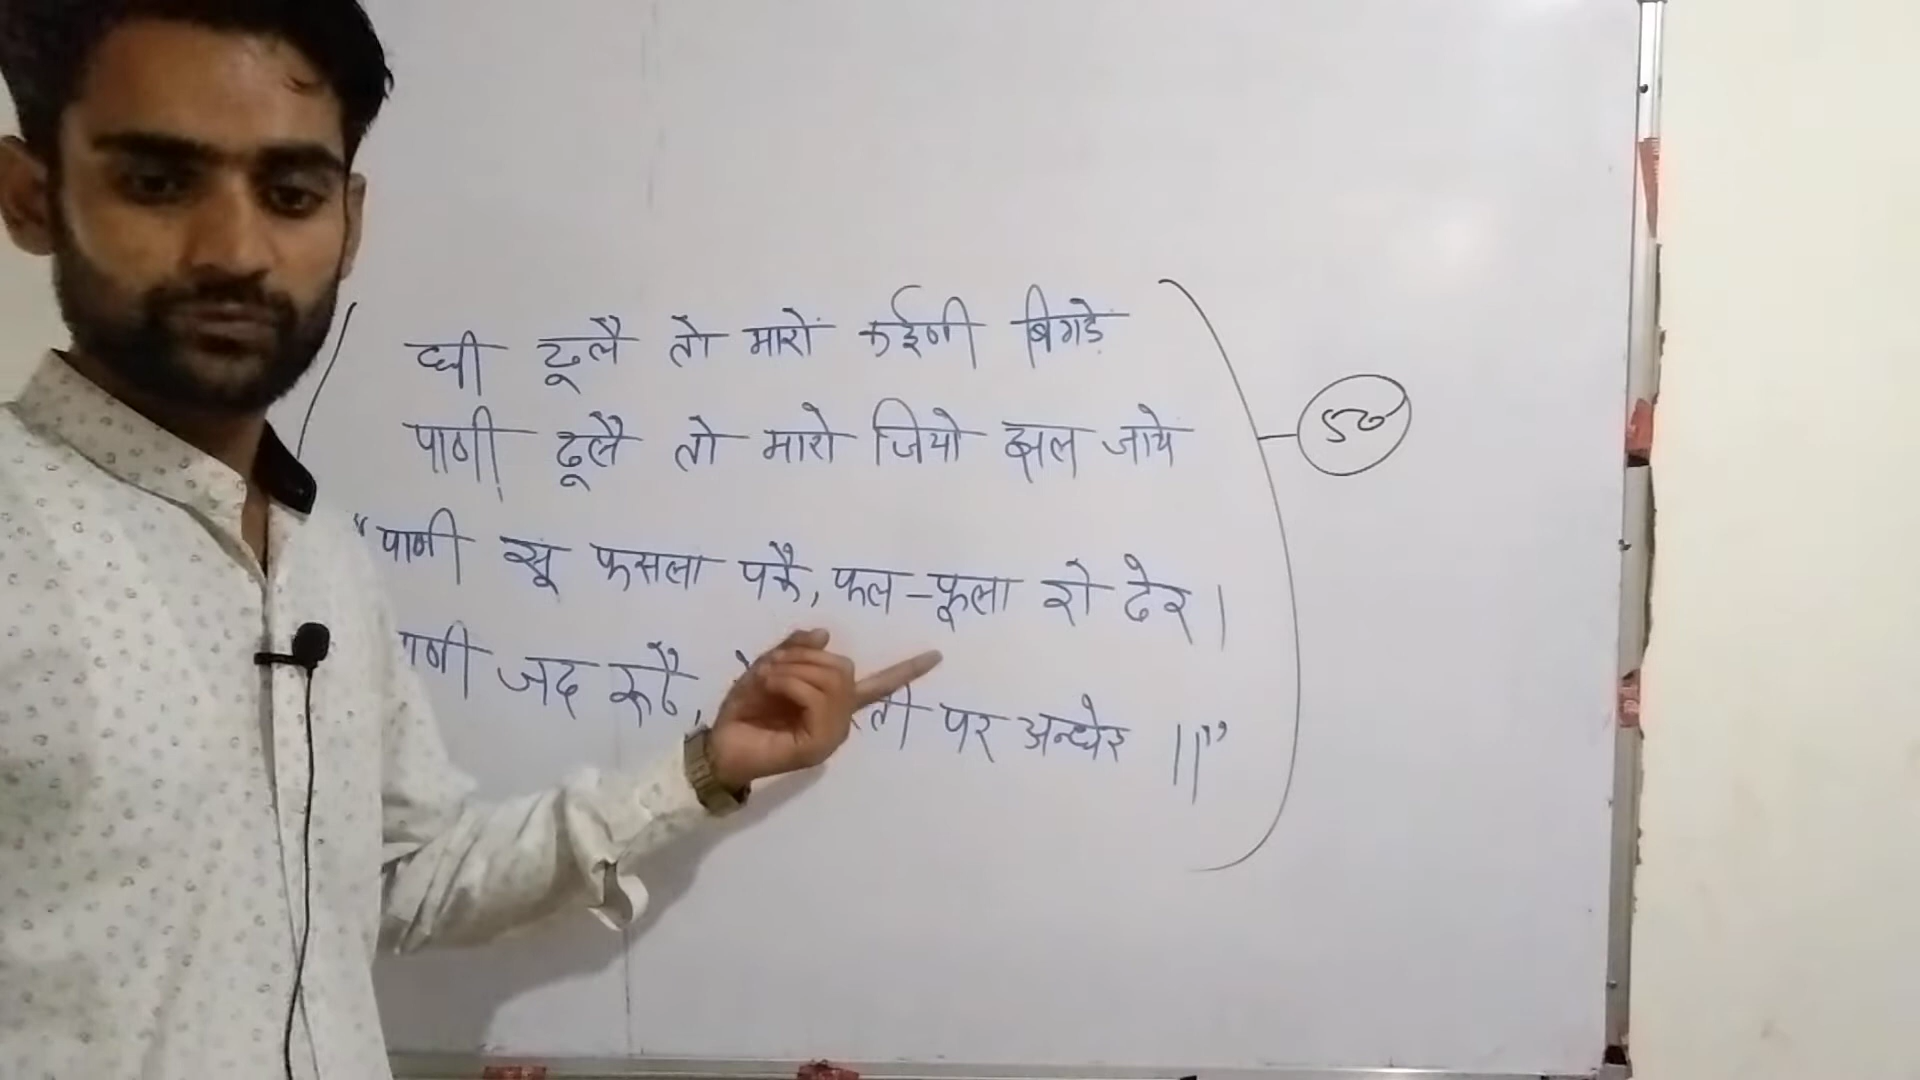 घी ढूलै तो मारों कईणी बिगड़े
पाणी ढूलै तो मारो जियो झल जाये
"पाणी सू फसला पकै, फल-फूला रो ढेर।
जद रूठै, पर अन्धेर ॥"